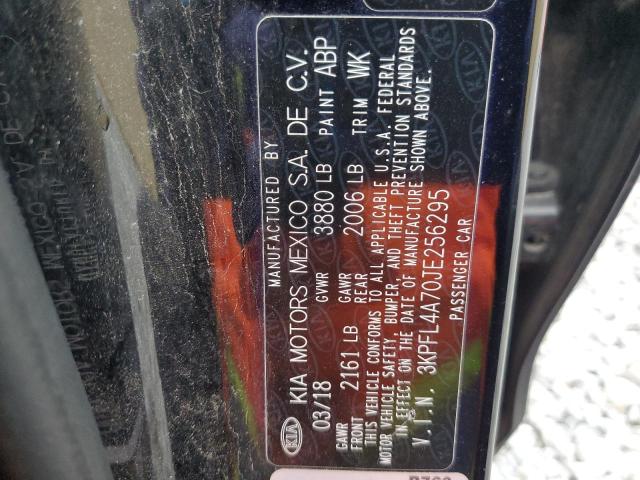 MANUFACTURED BY
KIA KIA MOTORS MEXICO S.A. DE C.V.
03/18 GVWR 3880 LB PAINT ABP
GAWR FRONT 2161 LB GAWR REAR 2006 LB TRIM WK
THIS VEHICLE CONFORMS TO ALL APPLICABLE U.S.A. FEDERAL
MOTOR VEHICLE SAFETY, BUMPER, AND THEFT PREVENTION STANDARDS
IN EFFECT ON THE DATE OF MANUFACTURE SHOWN ABOVE.
V.I.N. 3KPFL4A70JE256295
PASSENGER CAR